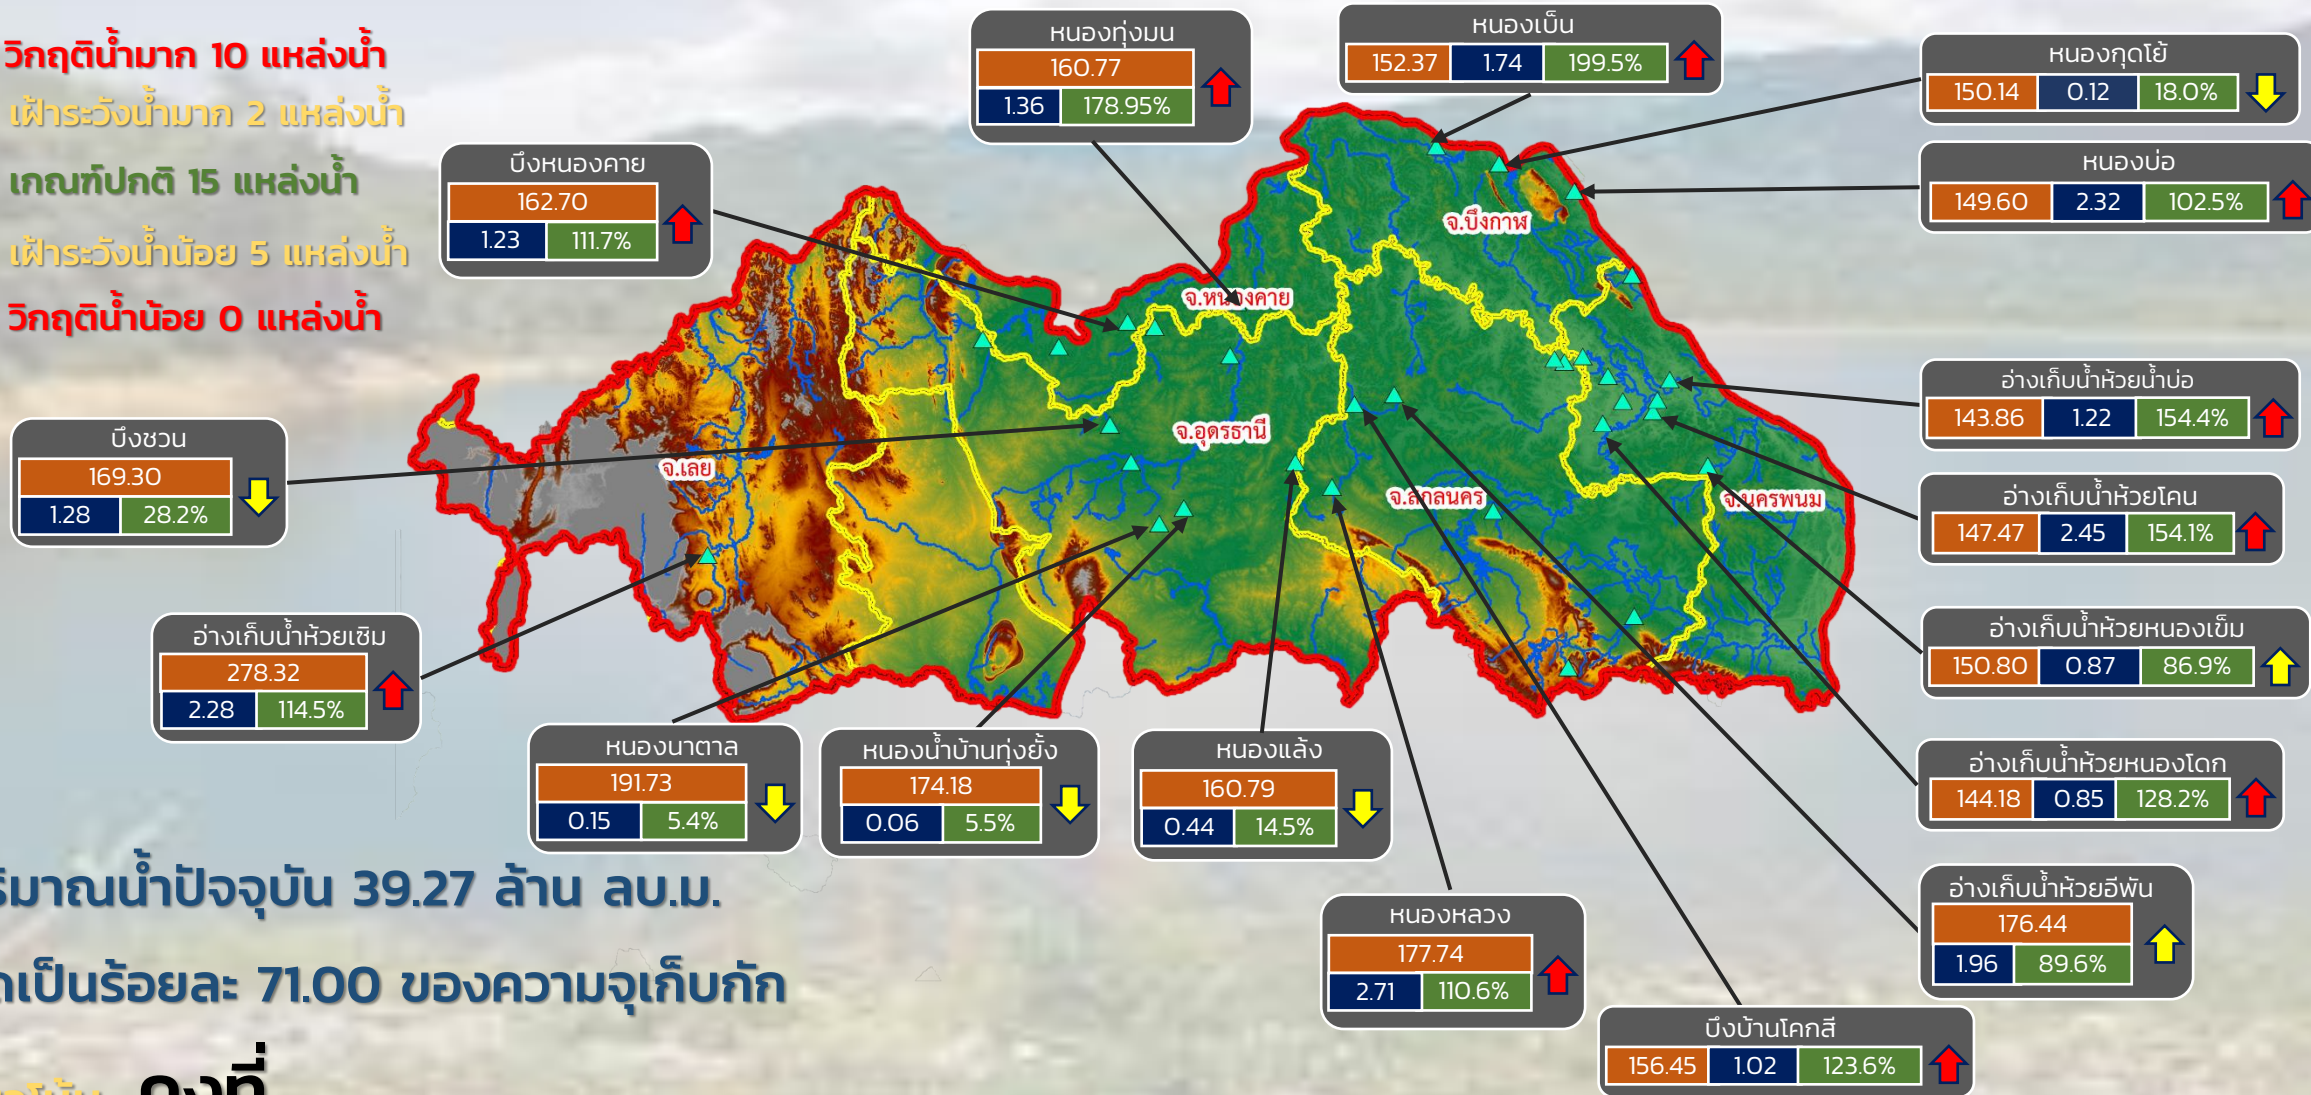 วิกฤติน้ำมาก 10 แหล่งน้ำ
เฝ้าระวังน้ำมาก 2 แหล่งน้ำ
เกณฑ์ปกติ 15 แหล่งน้ำ
เฝ้าระวังน้ำน้อย 5 แหล่งน้ำ
วิกฤติน้ำน้อย 0 แหล่งน้ำ
บึงหนองคาย
162.70
1.23 111.7%
หนองทุ่งมน
160.77
1.36 178.95%
หนองเบ็น
152.37 1.74 199.5%
หนองกุดโย้
150.14 0.12 18.0%
หนองบ่อ
149.60 2.32 102.5%
จ.บึงกาฬ
จ.หนองคาย
จ.อุดรธานี
จ.เลย
จ.สกลนคร
จ.นครพนม
บึงชวน
169.30
1.28 28.2%
อ่างเก็บน้ำห้วยน้ำบ่อ
143.86 1.22 154.4%
อ่างเก็บน้ำห้วยโคน
147.47 2.45 154.1%
อ่างเก็บน้ำห้วยหนองเข็ม
150.80 0.87 86.9%
อ่างเก็บน้ำห้วยหนองโดก
144.18 0.85 128.2%
อ่างเก็บน้ำห้วยอีพัน
176.44
1.96 89.6%
อ่างเก็บน้ำห้วยเซิม
278.32
2.28 114.5%
หนองนาตาล
191.73
0.15 5.4%
หนองน้ำบ้านทุ่งยั้ง
174.18
0.06 5.5%
หนองแล้ง
160.79
0.44 14.5%
หนองหลวง
177.74
2.71 110.6%
บึงบ้านโคกสี
156.45 1.02 123.6%
ริมาณน้ำปัจจุบัน 39.27 ล้าน ลบ.ม.
ดเป็นร้อยละ 71.00 ของความจุเก็บกัก
คงที่